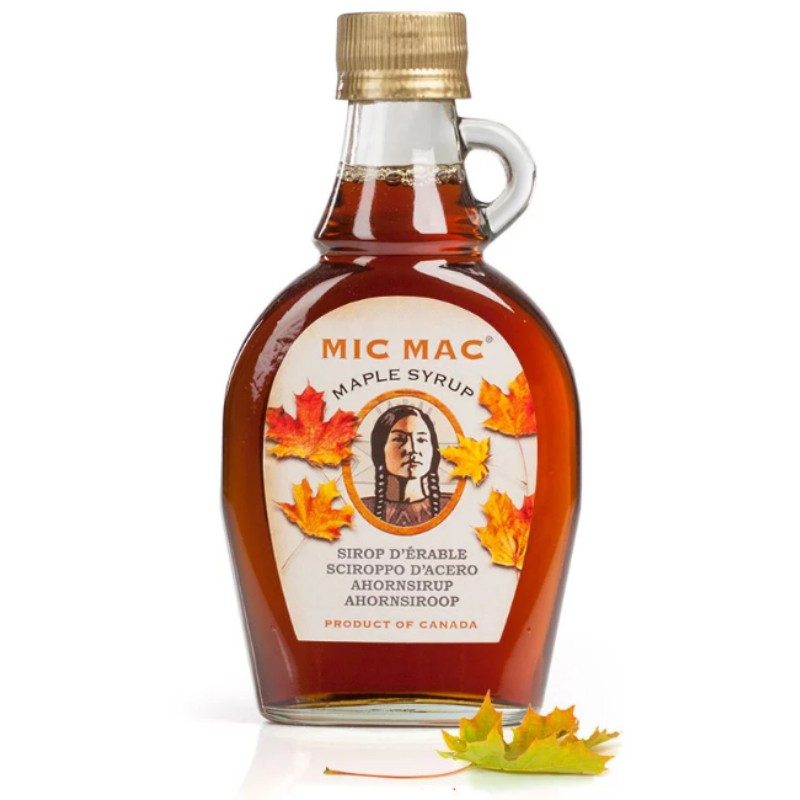 MIC MAC®
MAPLE SYRUP
SIROP D'ÉRABLE
SCIROPPO D'ACERO
AHORNSIRUP
AHORNSIROOP
PRODUCT OF CANADA